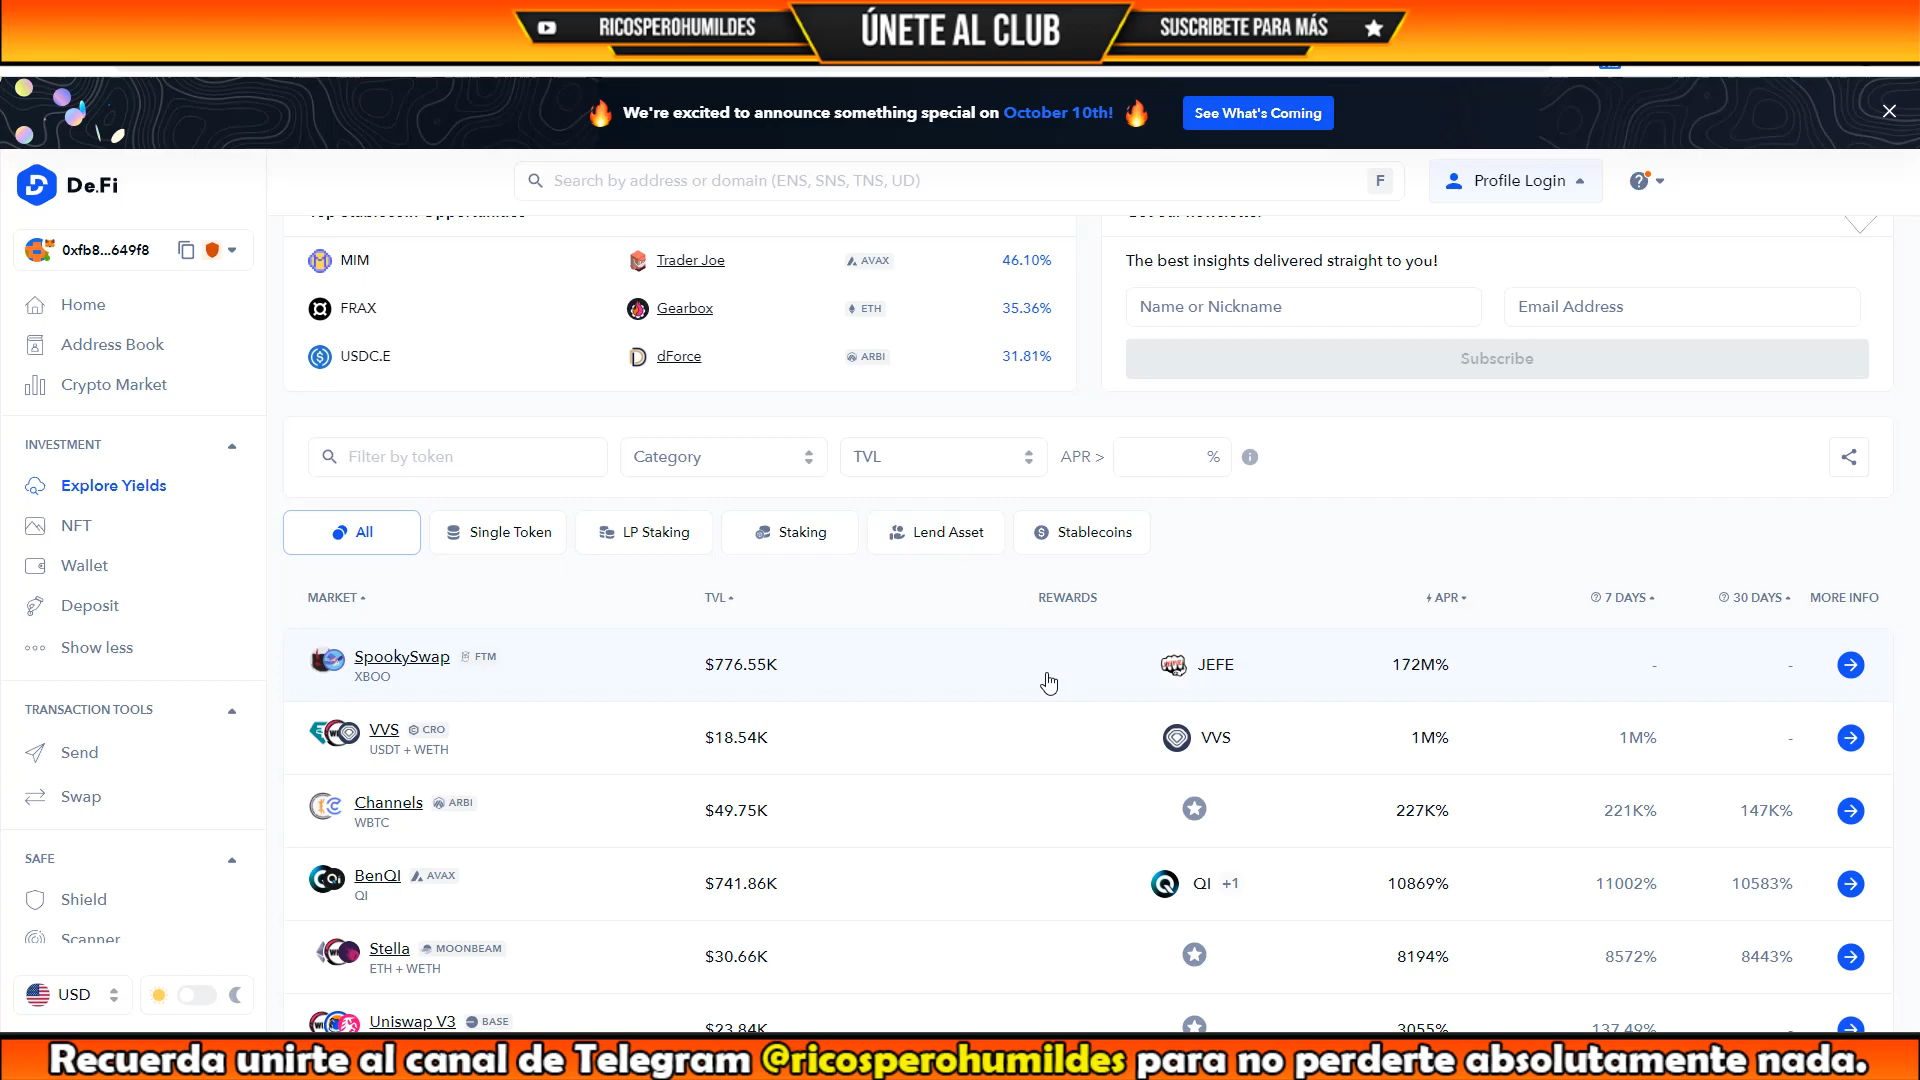 RICOSPEROHUMILDES
ÚNETE AL CLUB
SUSCRIBETE PARA MÁS
We're excited to announce something special on October 10th!
See What's Coming
De.Fi
Search by address or domain (ENS, SNS, TNS, UD)
F
Profile Login
0xfb8...649f8
Home
Address Book
Crypto Market
INVESTMENT
Explore Yields
NFT
Wallet
Deposit
Show less
TRANSACTION TOOLS
Send
Swap
SAFE
Shield
Scanner
USD
Top Stablecoin Opportunities
MIM Trader Joe AVAX 46.10%
FRAX Gearbox ETH 35.36%
USDC.E dForce ARBI 31.81%
The best insights delivered straight to you!
Name or Nickname
Email Address
Subscribe
Filter by token
Category
TVL
APR >
%
All
Single Token
LP Staking
Staking
Lend Asset
Stablecoins
MARKET TVL REWARDS APR 7 DAYS 30 DAYS MORE INFO
SpookySwap FTM
XBOO
$776.55K JEFE 172M% - -
VVS CRO
USDT + WETH
$18.54K VVS 1M% 1M% -
Channels ARBI
WBTC
$49.75K 227K% 221K% 147K%
BenQI AVAX
QI
$741.86K QI +1 10869% 11002% 10583%
Stella MOONBEAM
ETH + WETH
$30.66K 8194% 8572% 8443%
Uniswap V3 BASE
$23.84K 3055% 137.49% -
Recuerda unirte al canal de Telegram @ricosperohumildes para no perderte absolutamente nada.